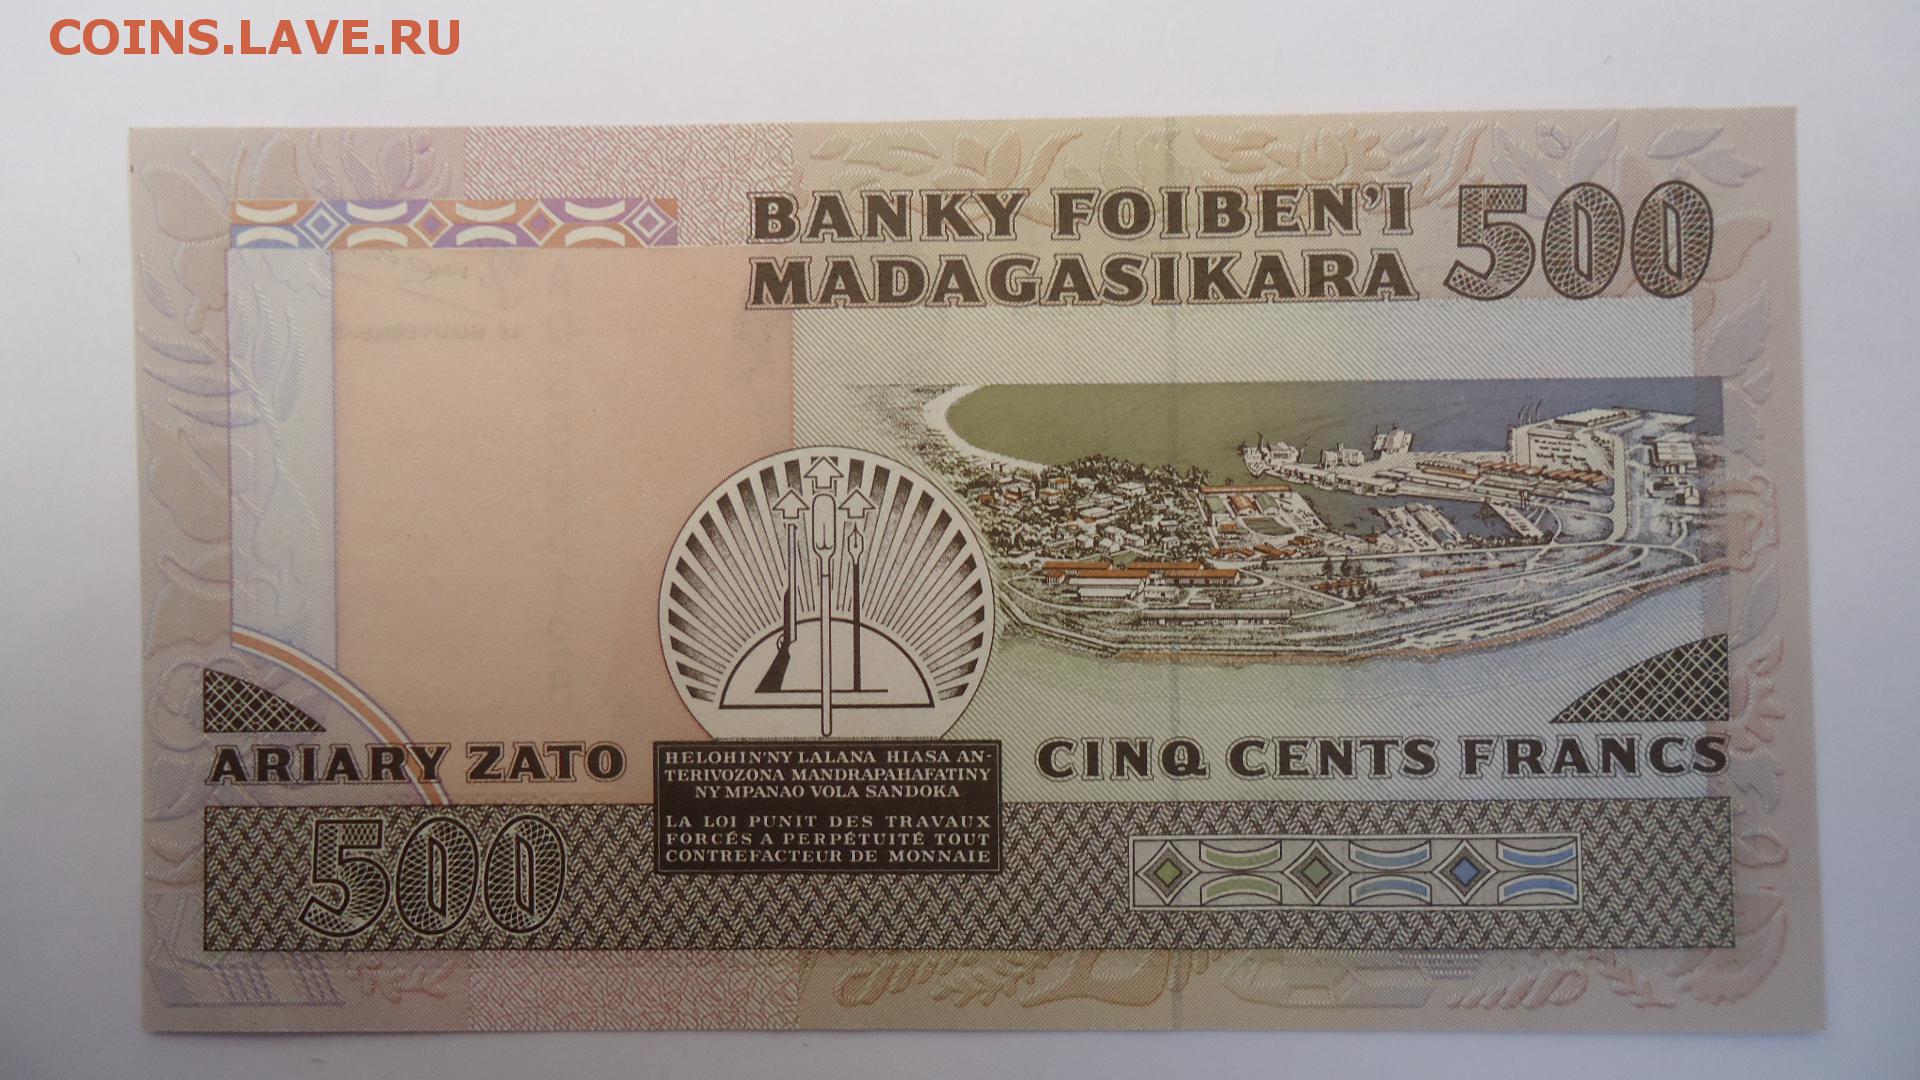 COINS.LAVE.RU
BANKY FOIBEN'I
MADAGASIKARA
500
ARIARY ZATO
CINQ CENTS FRANCS
HELOHIN'NY LALANA HIASA AN-
TERIVOZONA MANDRAPAHAFATINY
NY MPANAO VOLA SANDOKA
LA LOI PUNIT DES TRAVAUX
FORCÉS A PERPÉTUITÉ TOUT
CONTREFACTEUR DE MONNAIE
500